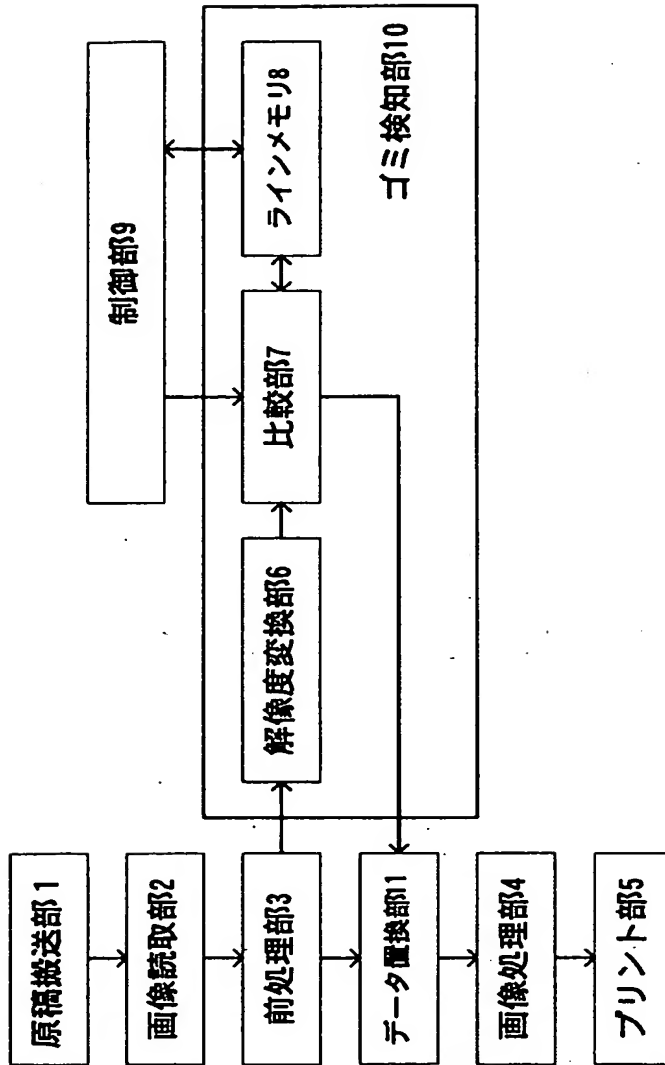 原稿搬送部1
画像読取部2
前処理部3
データ置換部11
画像処理部4
プリント部5
解像度変換部6
比較部7
ラインメモリ8
ゴミ検知部10
制御部9